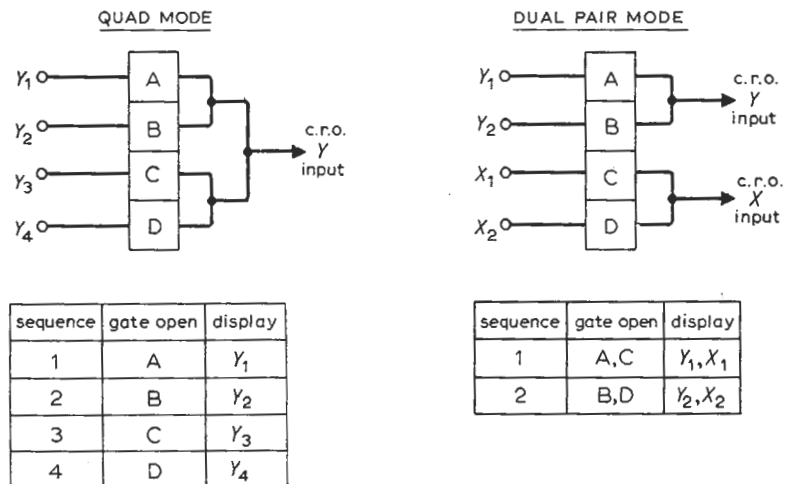 QUAD MODE
Y1
A
Y2
B
Y3
C
Y4
D
c.r.o.
Y
input
DUAL PAIR MODE
Y1
A
Y2
B
X1
C
X2
D
c.r.o.
Y
input
c.r.o.
X
input
sequence gate open display
1 A Y1
2 B Y2
3 C Y3
4 D Y4
sequence gate open display
1 A,C Y1,X1
2 B,D Y2,X2